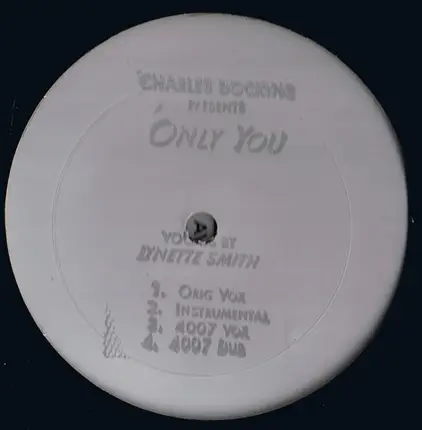 CHARLES DOCKINS
PRESENTS
ONLY YOU
A
VOCALS BY
LYNETTE SMITH
1. ORIG VOX
2. INSTRUMENTAL
3. 4007 VOX
4. 4007 DUB